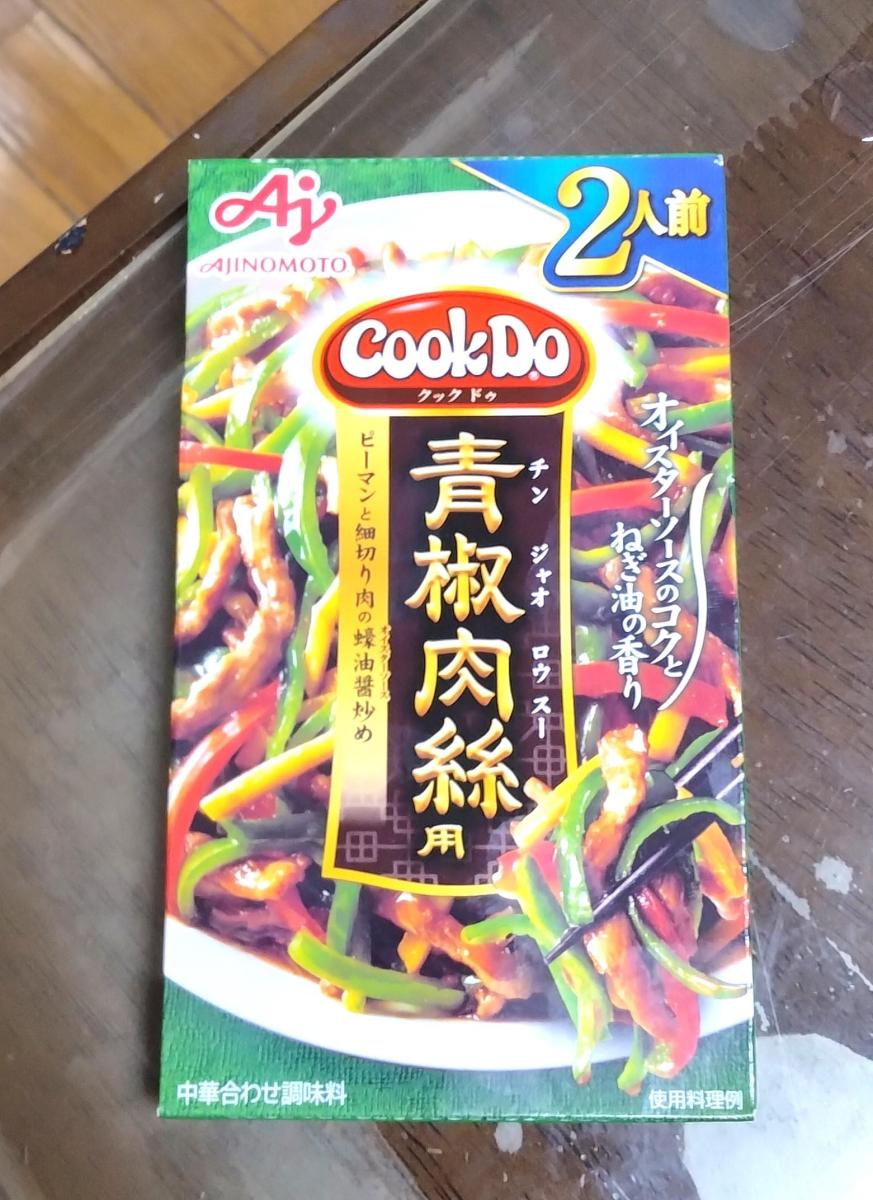 Aj
AJINOMOTO
2人前
CookDo®
クック ドゥ
オイスターソースのコクと
ねぎ油の香り
青椒肉絲用
チン ジャオ ロウ スー
ピーマンと細切り肉の蠔油醤炒め
オイスターソース
中華合わせ調味料
使用料理例